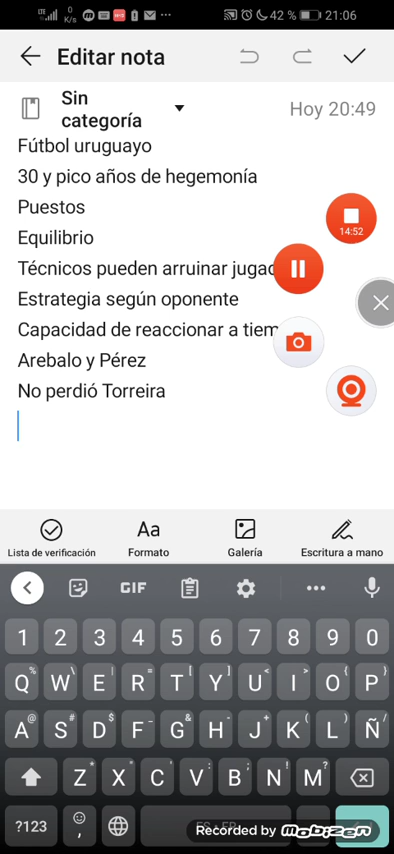 LTE 0 K/s 42 % 21:06
Editar nota
Sin categoría
Hoy 20:49
Fútbol uruguayo
30 y pico años de hegemonía
Puestos
14:52
Equilibrio
Técnicos pueden arruinar jugad
Estrategia según oponente
Capacidad de reaccionar a tiem
Arebalo y Pérez
No perdió Torreira
Lista de verificación
Aa
Formato
Galería
Escritura a mano
GIF
1 2 3 4 5 6 7 8 9 0
Q W E R T Y U I O P
A S D F G H J K L Ñ
Z X C V B N M
?123
ES • FR
Recorded by mobizen